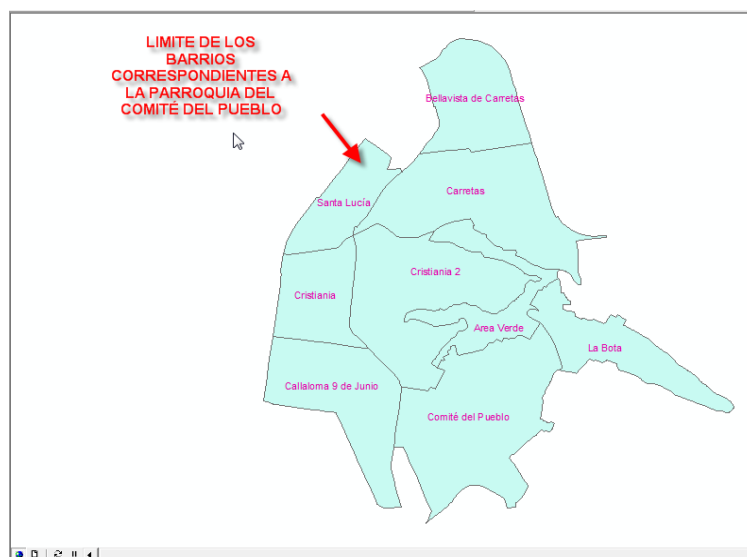 LIMITE DE LOS
BARRIOS
CORRESPONDIENTES A
LA PARROQUIA DEL
COMITÉ DEL PUEBLO
Bellavista de Carretas
Carretas
Santa Lucía
Cristiania 2
Cristiania
Area Verde
La Bota
Callaloma 9 de Junio
Comité del Pueblo